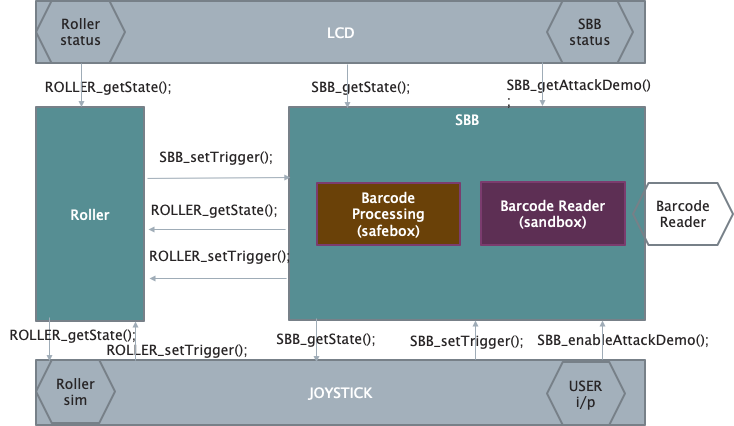 Roller
status
LCD
SBB
status
ROLLER_getState();
SBB_getState();
SBB_getAttackDemo()
;
SBB
SBB_setTrigger();
Roller
ROLLER_getState();
ROLLER_setTrigger();
Barcode
Processing
(safebox)
Barcode Reader
(sandbox)
Barcode
Reader
ROLLER_getState();
ROLLER_setTrigger();
SBB_getState();
SBB_setTrigger();
SBB_enableAttackDemo();
Roller
sim
JOYSTICK
USER
i/p